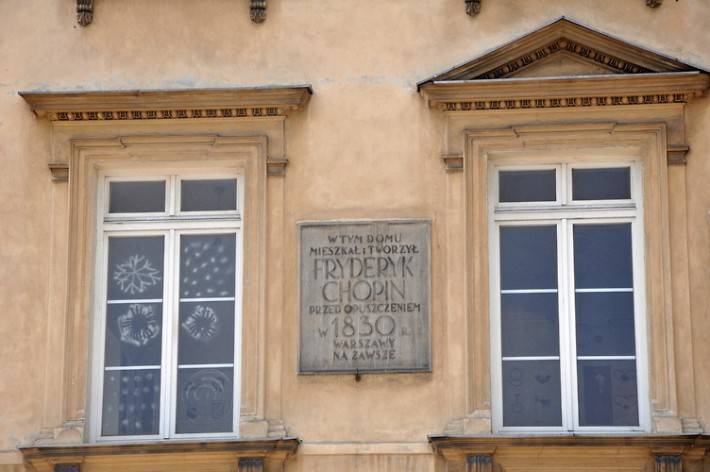 W TYM DOMU
MIESZKAŁ i TWORZYŁ
FRYDERYK
CHOPIN
PRZED OPUSZCZENIEM
W 1830 R.
WARSZAWY
NA ZAWSZE